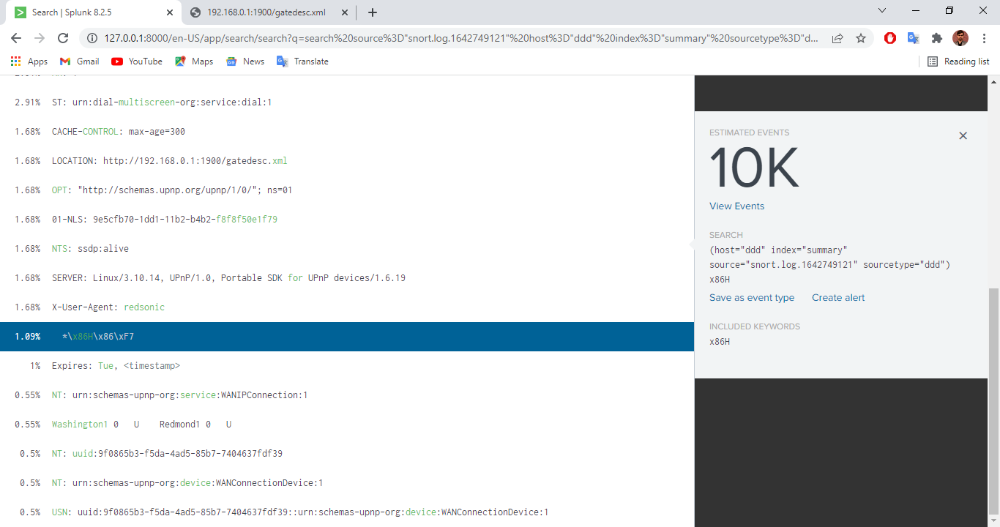 Search | Splunk 8.2.5
192.168.0.1:1900/gatedesc.xml
127.0.0.1:8000/en-US/app/search/search?q=search%20source%3D"snort.log.1642749121"%20host%3D"ddd"%20index%3D"summary"%20sourcetype%3D"d...
Apps
Gmail
YouTube
Maps
News
Translate
Reading list
2.91% ST: urn:dial-multiscreen-org:service:dial:1
1.68% CACHE-CONTROL: max-age=300
1.68% LOCATION: http://192.168.0.1:1900/gatedesc.xml
1.68% OPT: "http://schemas.upnp.org/upnp/1/0/"; ns=01
1.68% 01-NLS: 9e5cfb70-1dd1-11b2-b4b2-f8f8f50e1f79
1.68% NTS: ssdp:alive
1.68% SERVER: Linux/3.10.14, UPnP/1.0, Portable SDK for UPnP devices/1.6.19
1.68% X-User-Agent: redsonic
1.09% *\x86H\x86\xF7
1% Expires: Tue, <timestamp>
0.55% NT: urn:schemas-upnp-org:service:WANIPConnection:1
0.55% Washington1 0 U Redmond1 0 U
0.5% NT: uuid:9f0865b3-f5da-4ad5-85b7-7404637fdf39
0.5% NT: urn:schemas-upnp-org:device:WANConnectionDevice:1
0.5% USN: uuid:9f0865b3-f5da-4ad5-85b7-7404637fdf39::urn:schemas-upnp-org:device:WANConnectionDevice:1
ESTIMATED EVENTS
10K
View Events
SEARCH
(host="ddd" index="summary"
source="snort.log.1642749121" sourcetype="ddd")
x86H
Save as event type
Create alert
INCLUDED KEYWORDS
x86H